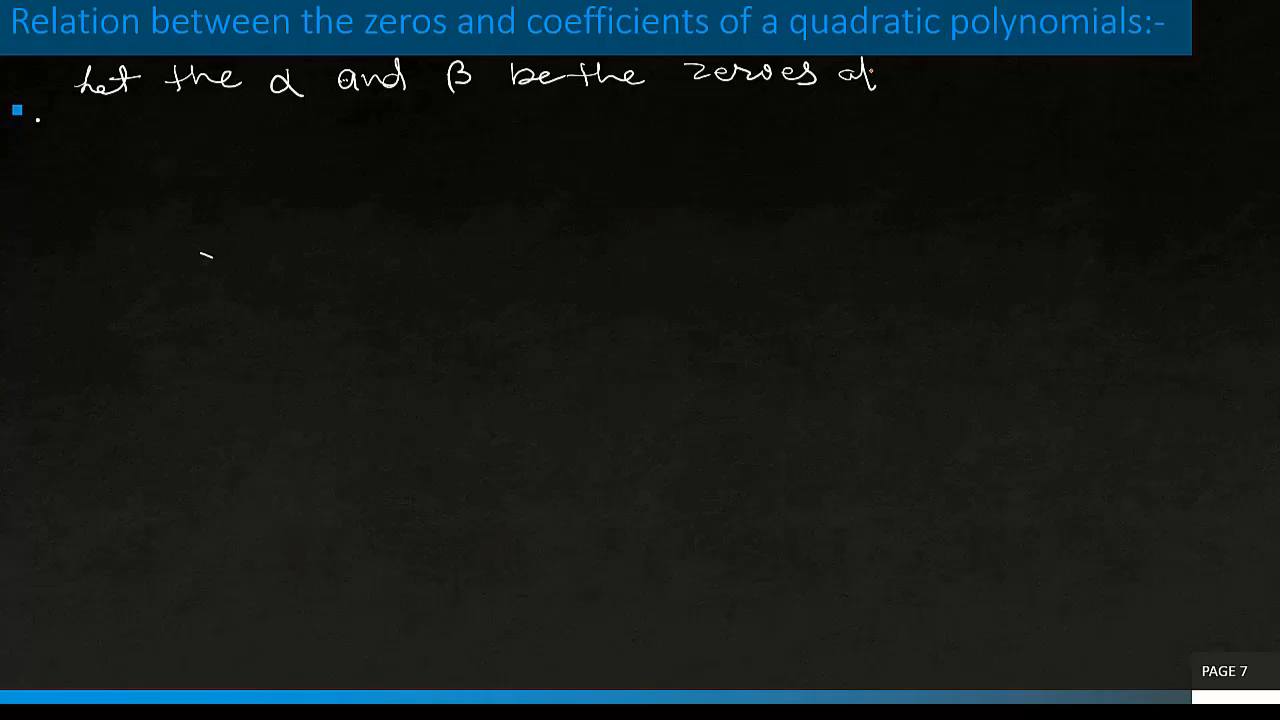 Relation between the zeros and coefficients of a quadratic polynomials:-
Let the α and β be the zeroes of
PAGE 7